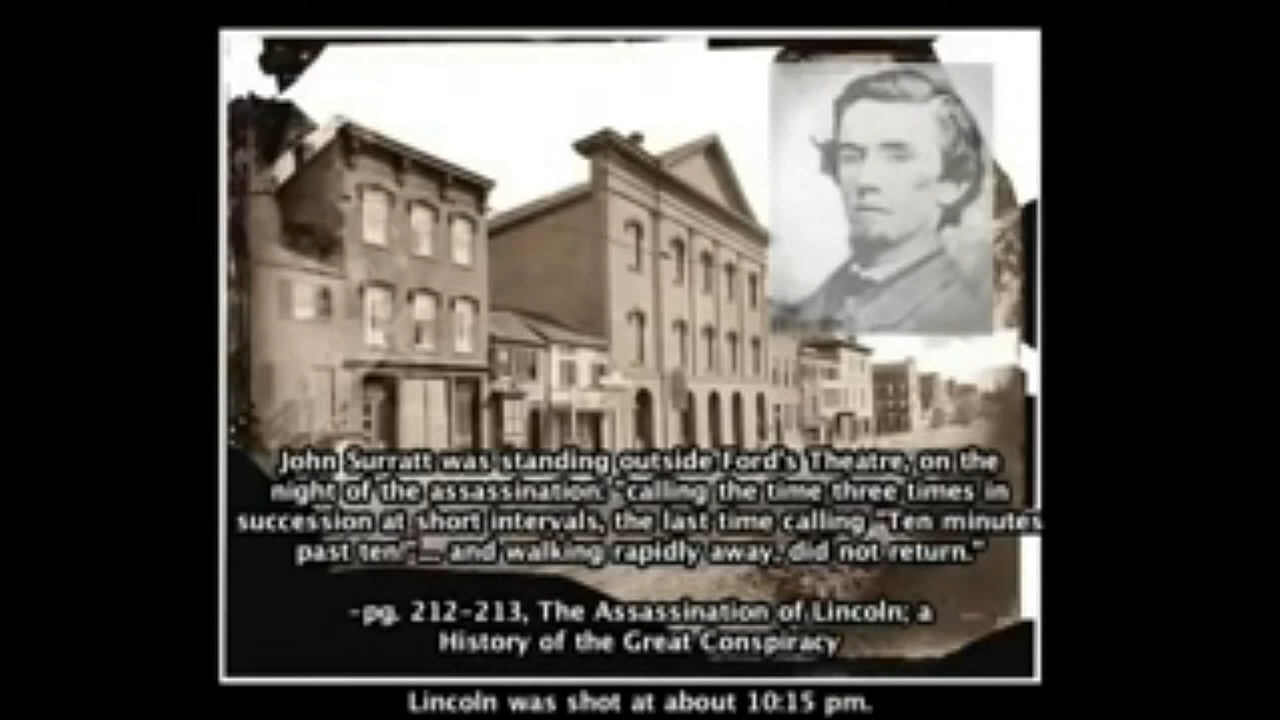 John Surratt was standing outside Ford's Theatre, on the
night of the assassination: "calling the time three times in
succession at short intervals, the last time calling "Ten minutes
past ten"... and walking rapidly away, did not return."
-pg. 212-213, The Assassination of Lincoln; a
History of the Great Conspiracy
Lincoln was shot at about 10:15 pm.